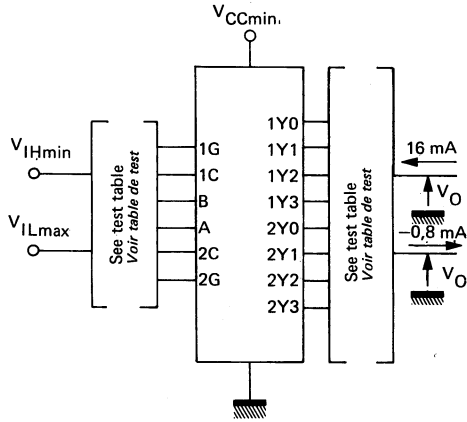 VCCmin.
VIHmin
VILmax
See test table
Voir table de test
1G
1C
B
A
2C
2G
1Y0
1Y1
1Y2
1Y3
2Y0
2Y1
2Y2
2Y3
See test table
Voir table de test
16 mA
VO
−0,8 mA
VO